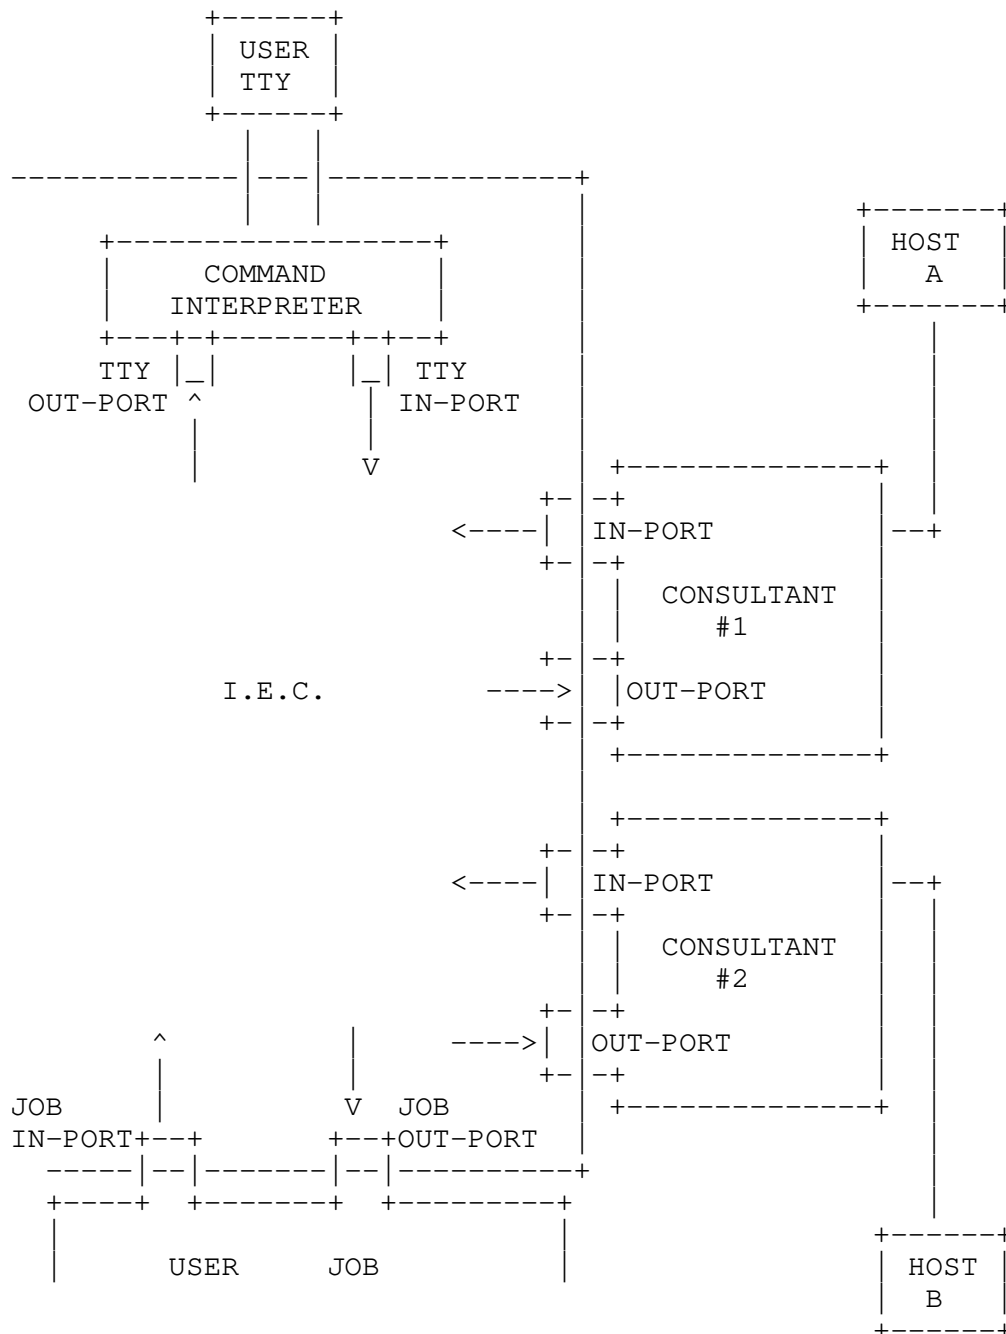 USER
TTY
HOST
A
COMMAND
INTERPRETER
TTY TTY
OUT-PORT IN-PORT
IN-PORT
CONSULTANT
#1
I.E.C. OUT-PORT
IN-PORT
CONSULTANT
#2
OUT-PORT
JOB JOB
IN-PORT OUT-PORT
USER JOB
HOST
B